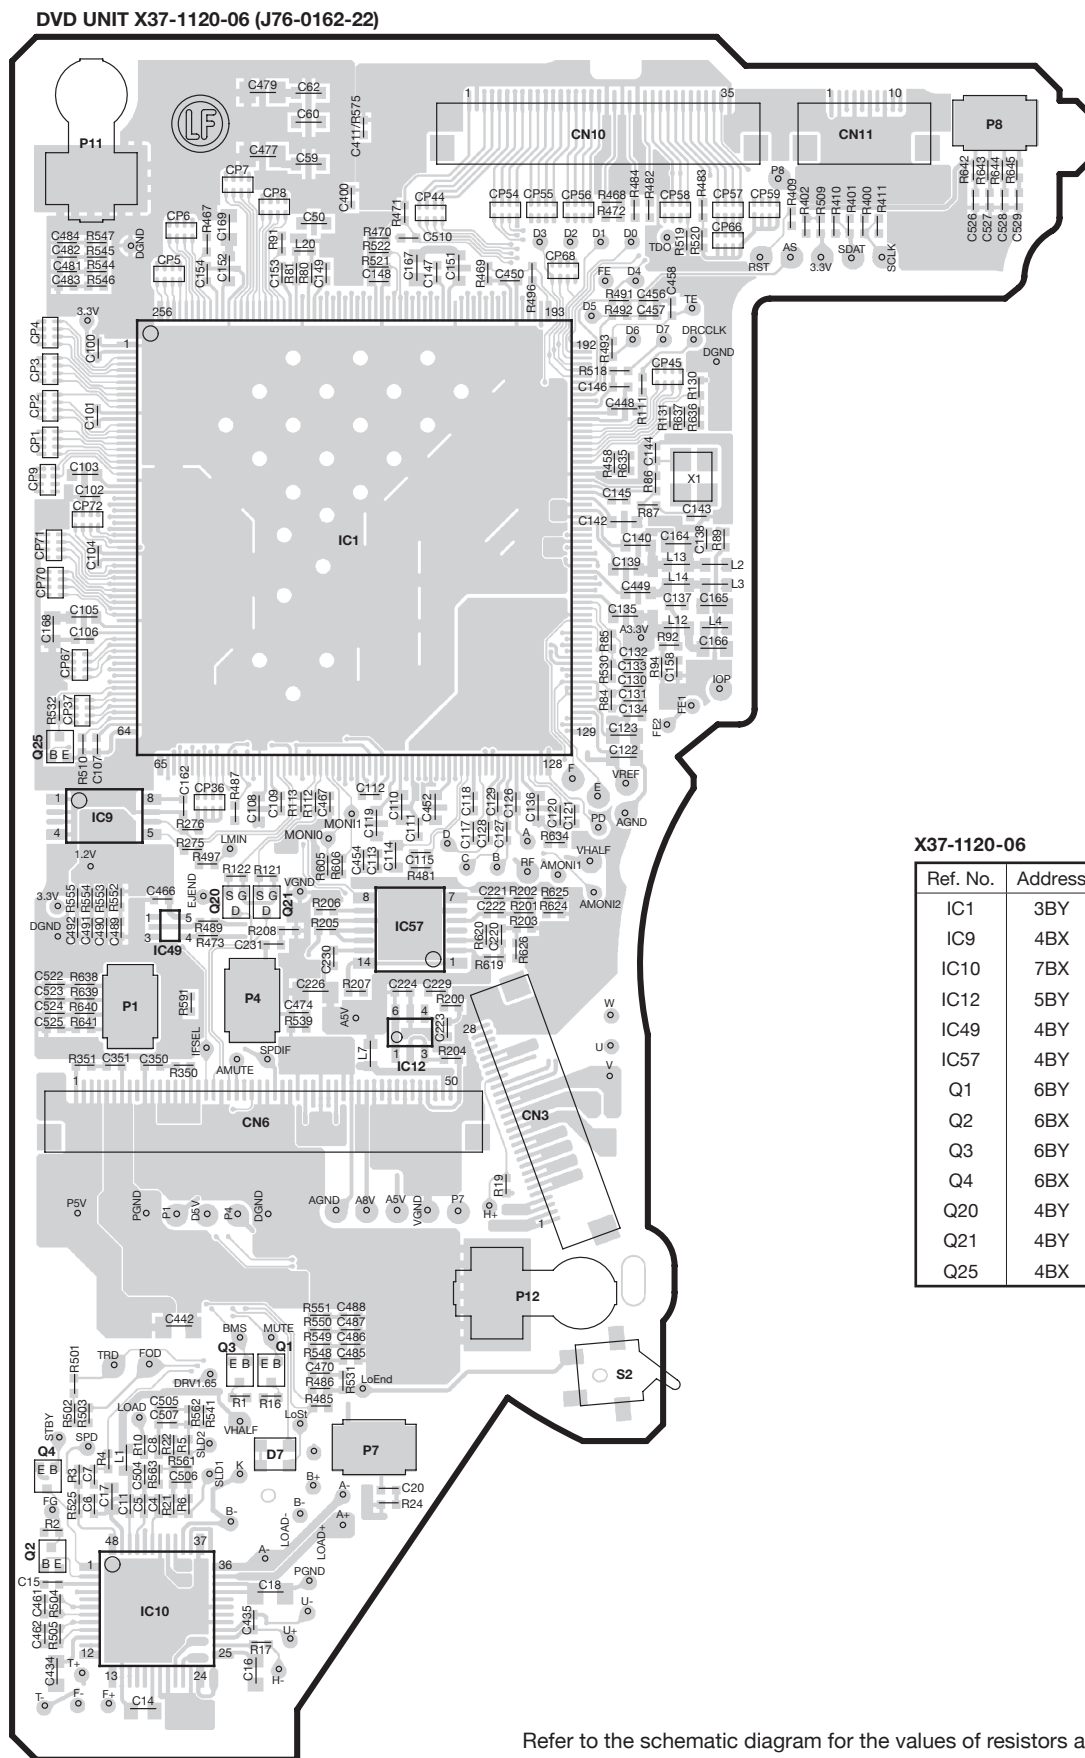 DVD UNIT X37-1120-06 (J76-0162-22)
C479 C62
C60
C411/R575
LF
P11
1 35
CN10
1 10
CN11
P8
C477 C59
CP7
CP8
C400
R471
CP44
CP54 CP55 CP56 R468 R484 R482 CP58 R483 CP57 CP59 P8
R472
R409 R402 R509 R410 R401 R400 R411
R642 R643 R644 R645
C526 C527 C528 C529
CP6 R467 C169 C50
C484 R547
C482 R545
C481 R544
C483 R546
DGND
CP5 C154 C152 R91 L20
C153 R81 R80 C149
R470
R522
R521
C148
C510
C167 C147 C151 R469 C450
D3 D2 D1 D0
TDO R519 R520 CP66
CP68 R496
FE D4 C458
RST AS 3.3V SDAT SCLK
R491 C456
R492 C457
D5 TE
3.3V
256 193
1 192
CP4 C100
CP3
CP2 C101
CP1
CP9
C103
C102
CP72
CP71 C104
CP70
C105
C168 C106
CP67
R532 CP37
64
Q25
B E
R510 C107
IC1
R493 D6 D7 DRCCLK
DGND
R518
C146
CP45
C448 R111 R130
R131 R637 R636
R458 R635 C144
R86 X1
C145
R87 C143
C142
C140 C164 C138 R89
C139 L13 L2
L14 L3
C449 C137 C165
C135
A3.3V L12 L4
R85 R92 C166
C132
R530 C133 R94 C158
C130
R84 C131 IOP
C134 FE1
129 C123 FE2
C122
65 128
C162 CP36 R487 C108 C109 R113 R112 C467 C112 C110 C452 C118 C129 C126 C136 C120 C121
F VREF
E
1 8
IC9
4 5
R276
R275
R497
LMIN
MONI0 MONI1
C119 C111
D C117 C128 C127 A R634
PD AGND
VHALF
1.2V
R605 R606 C454 C113 C114 C115
R481
C B RF AMONI1
AMONI2
3.3V
R555 R554 R553 R552
C492 C491 C490 C489
DGND
C466
1 5
3 4
IC49
EJEND
Q20
R122 R121
S G S G
D D
Q21
VGND
R489
R473
R208
C231
R206
R205
C230
8 7
IC57
14 1
C221 R202 R625
C222 R201 R624
R203
R620 C220 R626
R619
C522 R638
C523 R639
C524 R640
C525 R641
P1
R591
P4
C226 R207 C224 C229
C474
R539
A5V
6 4
1 3
IC12
R200
C223
R204
28
L7
IFSEL
AMUTE
SPDIF
R351 C351 C350
R350
W
U
V
1 50
CN6
CN3
P5V PGND P1 D5V P4 DGND AGND A8V A5V VGND P7 H+
R19
1
P12
C442
R551 C488
R550 C487
R549 C486
R548 C485
BMS MUTE
Q3 Q1
E B E B
TRD FOD
R501
DRV1.65
C470
R486
R485
R531
LoEnd
S2
R502 R503
LOAD
C505
C507
R562 R541
R1 R16
VHALF
LoSt
D7
P7
STBY
SPD
Q4
E B
R3 C7 R4 L1 R10 C8 R22 R5
R561
C506
SLD2
SLD1
K
FG
R525 C6 C17 C11 C5 C504 C4 R563 R21 R6
B+ A- C20
R24
B- A+
LOAD- LOAD+
R2
Q2
B E
C15
48 37
1 36
IC10
12 25
13 24
B-
A- PGND
C18
U-
C461 R504
C462 R505
C434
C435
U+
R17
C16 H-
T+
T- F- F+ C14
X37-1120-06
Ref. No. Address
IC1 3BY
IC9 4BX
IC10 7BX
IC12 5BY
IC49 4BY
IC57 4BY
Q1 6BY
Q2 6BX
Q3 6BY
Q4 6BX
Q20 4BY
Q21 4BY
Q25 4BX
Refer to the schematic diagram for the values of resistors a